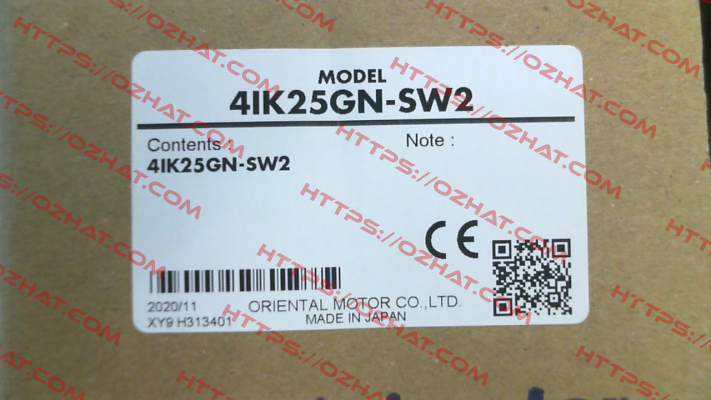 MODEL
4IK25GN-SW2
Contents
Note :
4IK25GN-SW2
CE
2020/11
ORIENTAL MOTOR CO.,LTD.
XY9 H313401
MADE IN JAPAN
HTTPS://OZHAT.COM